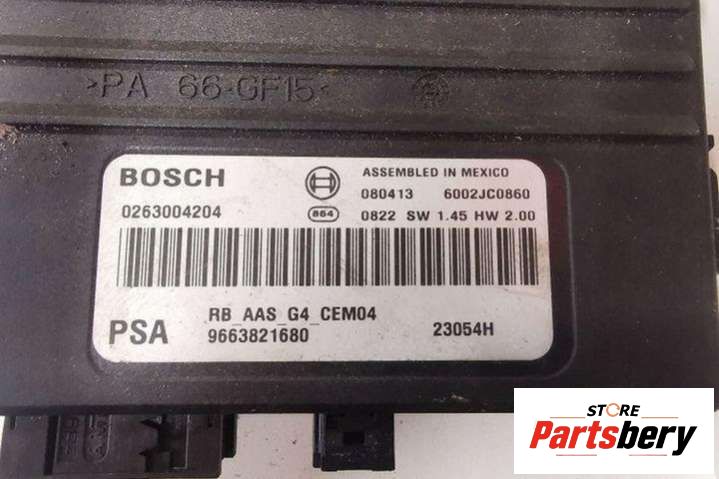 >PA 66-GF15<
BOSCH
ASSEMBLED IN MEXICO
080413 6002JC0860
0263004204
864
0822 SW 1.45 HW 2.00
RB_AAS_G4_CEM04
PSA
9663821680
23054H
STORE
Partsbery